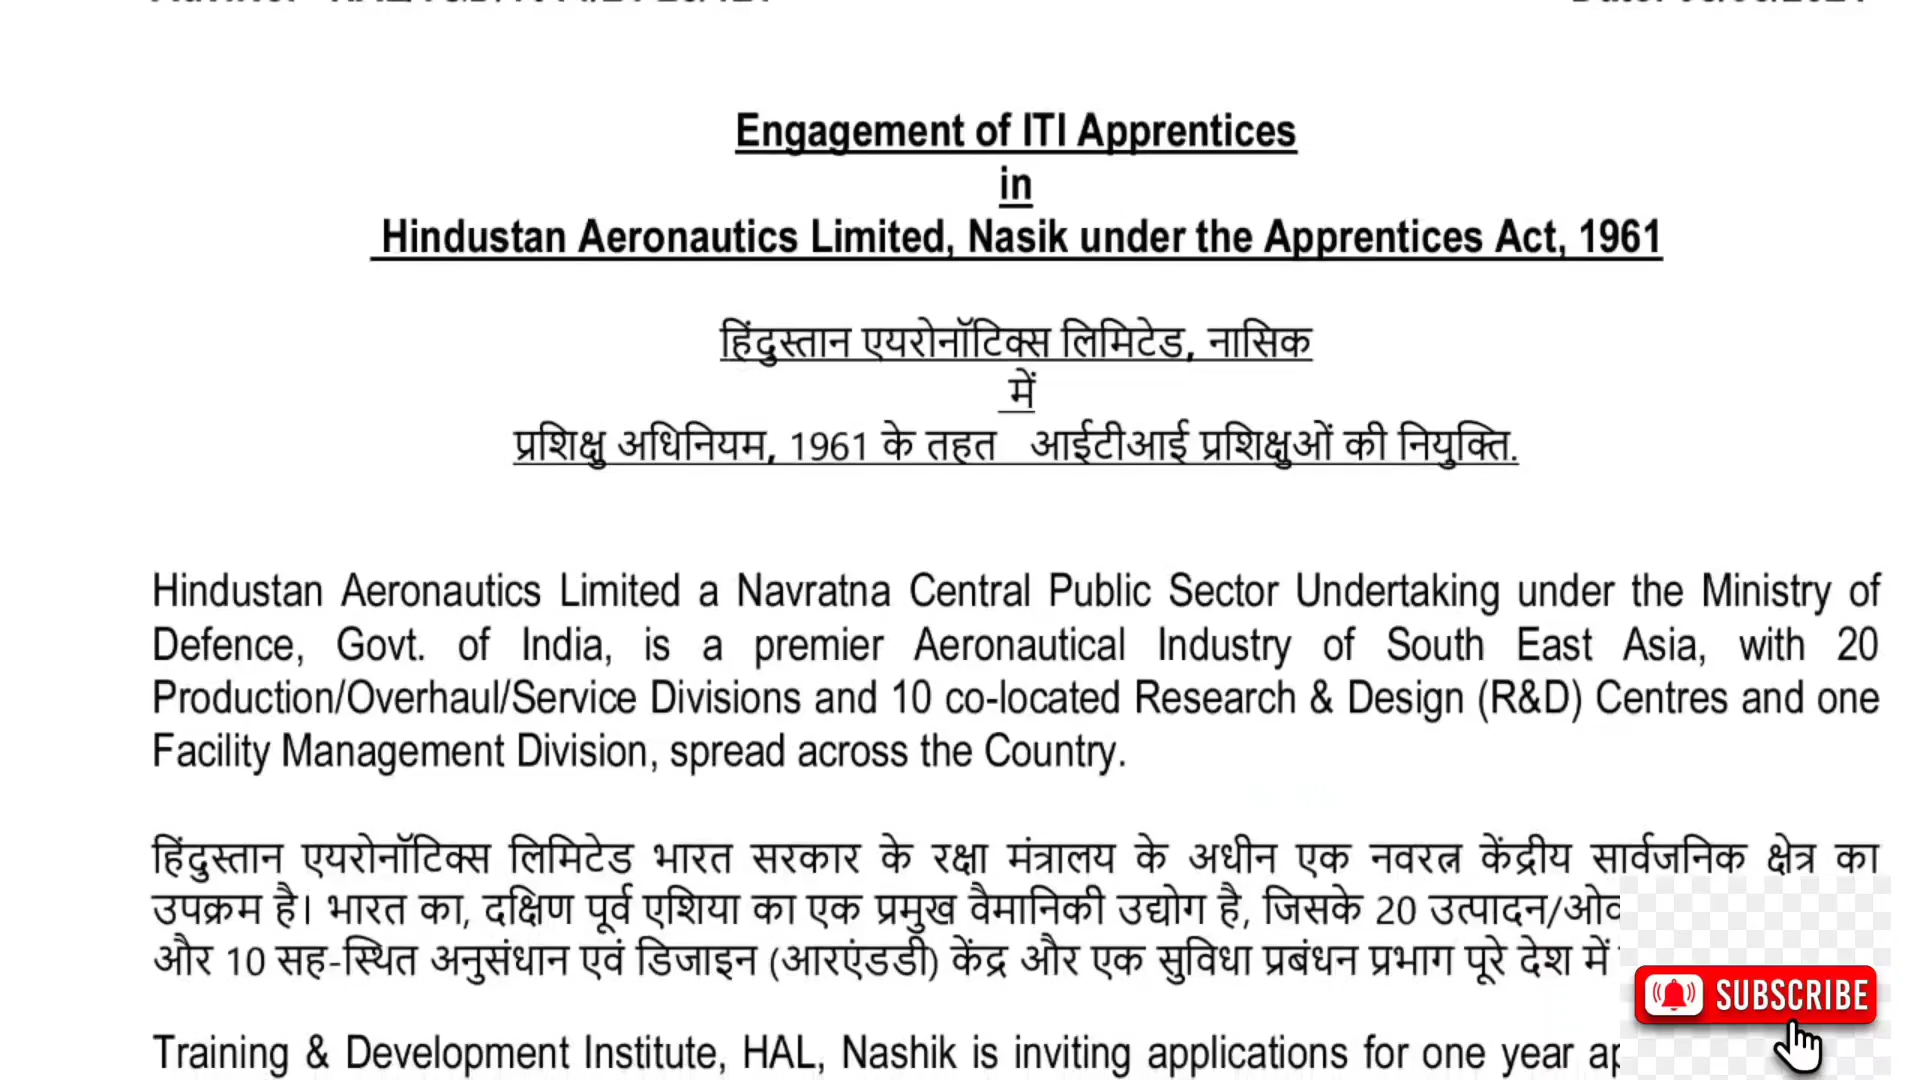 Engagement of ITI Apprentices
in
Hindustan Aeronautics Limited, Nasik under the Apprentices Act, 1961
हिंदुस्तान एयरोनॉटिक्स लिमिटेड, नासिक
में
प्रशिक्षु अधिनियम, 1961 के तहत आईटीआई प्रशिक्षुओं की नियुक्ति.
Hindustan Aeronautics Limited a Navratna Central Public Sector Undertaking under the Ministry of
Defence, Govt. of India, is a premier Aeronautical Industry of South East Asia, with 20
Production/Overhaul/Service Divisions and 10 co-located Research & Design (R&D) Centres and one
Facility Management Division, spread across the Country.
हिंदुस्तान एयरोनॉटिक्स लिमिटेड भारत सरकार के रक्षा मंत्रालय के अधीन एक नवरत्न केंद्रीय सार्वजनिक क्षेत्र का
उपक्रम है। भारत का, दक्षिण पूर्व एशिया का एक प्रमुख वैमानिकी उद्योग है, जिसके 20 उत्पादन/
और 10 सह-स्थित अनुसंधान एवं डिजाइन (आरएंडडी) केंद्र और एक सुविधा प्रबंधन प्रभाग पूरे देश में
SUBSCRIBE
Training & Development Institute, HAL, Nashik is inviting applications for one year